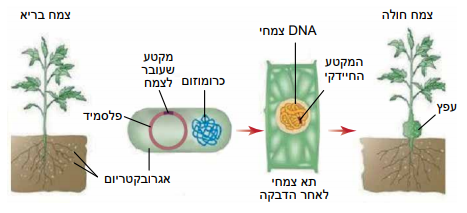 צמח בריא
מקטע
שעובר
לצמח
כרומוזום
פלסמיד
אגרובקטריום
DNA צמחי
המקטע
החיידקי
תא צמחי
לאחר הדבקה
צמח חולה
עפץ